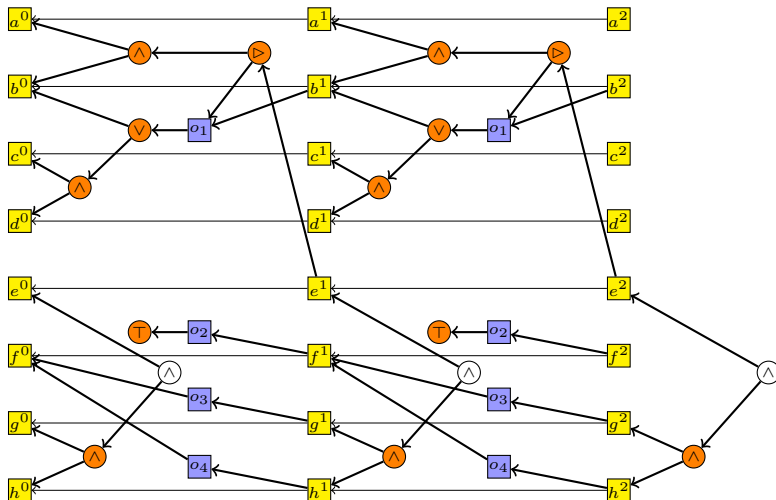 a⁰ a¹ a²
∧ ▷ ∧ ▷
b⁰ b¹ b²
∨ o₁ ∨ o₁
c⁰ c¹ c²
∧ ∧
d⁰ d¹ d²
e⁰ e¹ e²
⊤ o₂ ⊤ o₂
f⁰ f¹ f²
∧ ∧ ∧
o₃ o₃
g⁰ g¹ g²
∧ o₄ ∧ o₄ ∧
h⁰ h¹ h²